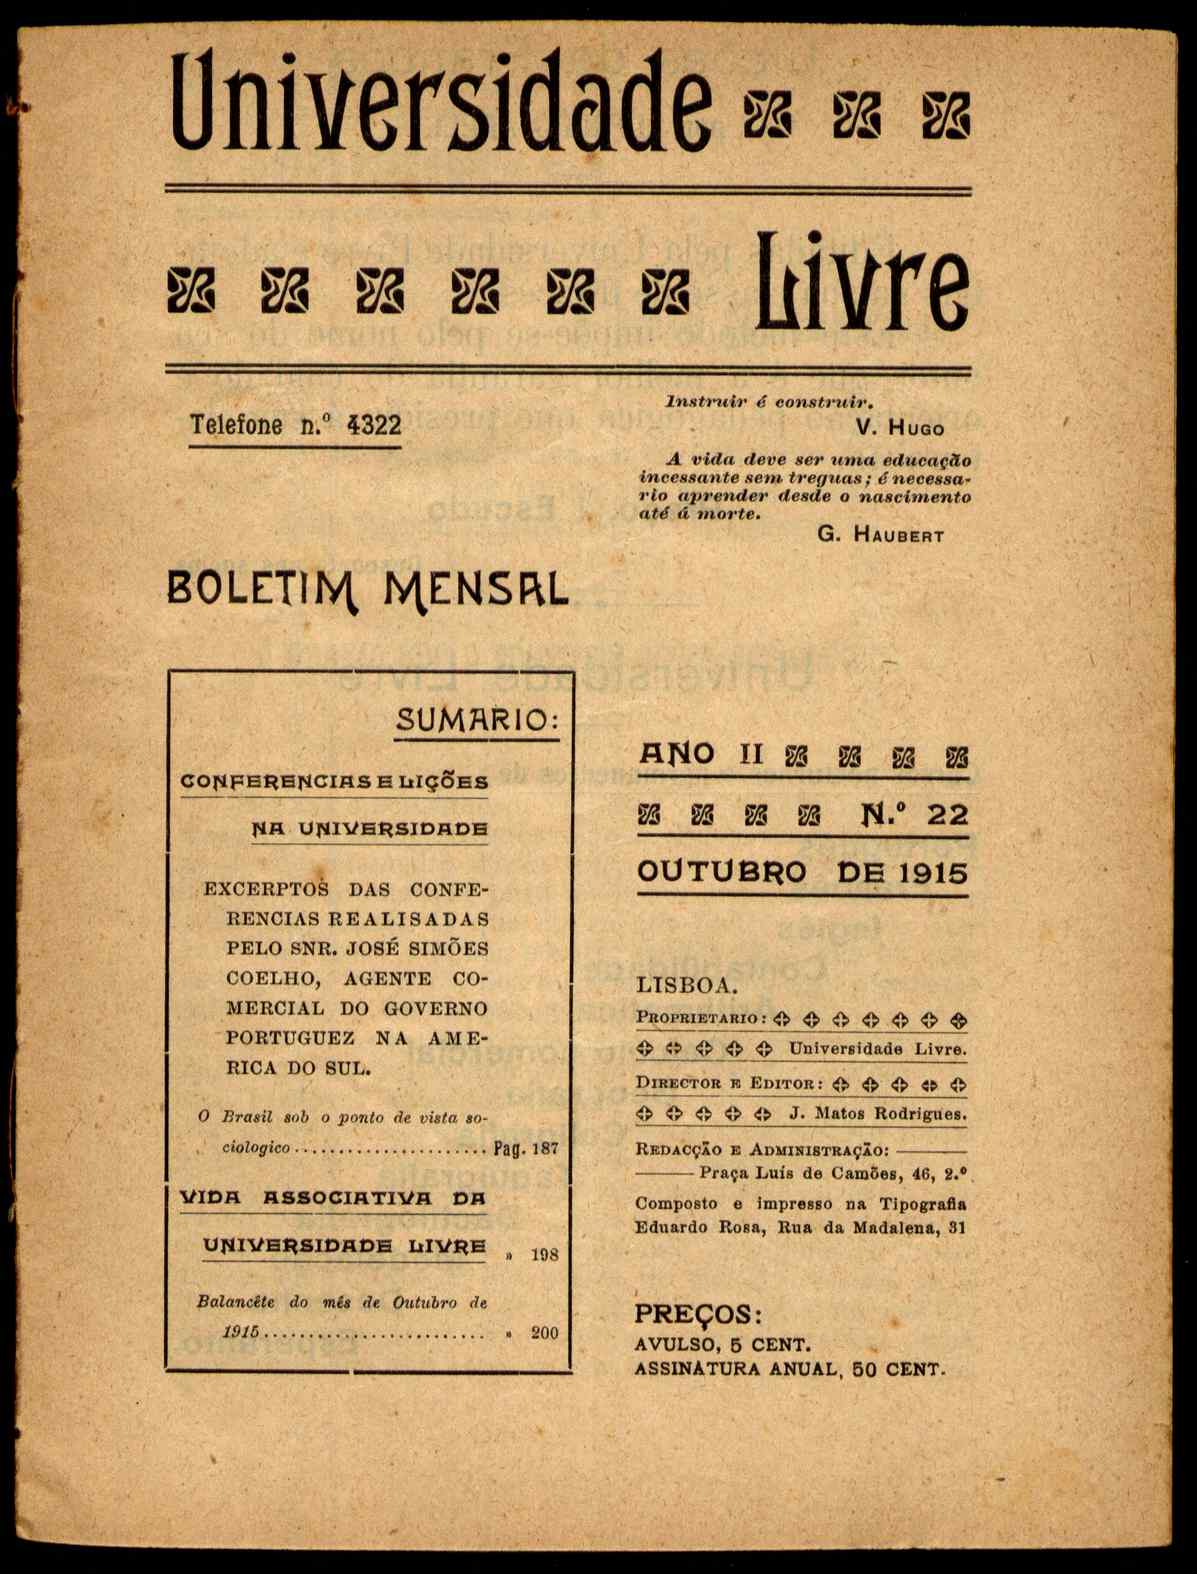 Universidade
Livre
Telefone n.º 4322
Instruir é construir.
V. HUGO
A vida deve ser uma educação
incessante sem treguas; é necessa-
rio aprender desde o nascimento
até á morte.
G. HAUBERT
BOLETIM MENSAL
SUMARIO:
CONFERENCIAS E LIÇÕES
NA UNIVERSIDADE
EXCERPTOS DAS CONFE-
RENCIAS REALISADAS
PELO SNR. JOSÉ SIMÕES
COELHO, AGENTE CO-
MERCIAL DO GOVERNO
PORTUGUEZ NA AME-
RICA DO SUL.
O Brasil sob o ponto de vista so-
ciologico ...................... Pag. 187
VIDA ASSOCIATIVA DA
UNIVERSIDADE LIVRE » 198
Balancête do mês de Outubro de
1915......................... » 200
ANO II
N.º 22
OUTUBRO DE 1915
LISBOA.
PROPRIETARIO:
Universidade Livre.
DIRECTOR E EDITOR:
J. Matos Rodrigues.
REDACÇÃO E ADMINISTRAÇÃO:
Praça Luís de Camões, 46, 2.º
Composto e impresso na Tipografia
Eduardo Rosa, Rua da Madalena, 31
PREÇOS:
AVULSO, 5 CENT.
ASSINATURA ANUAL, 50 CENT.